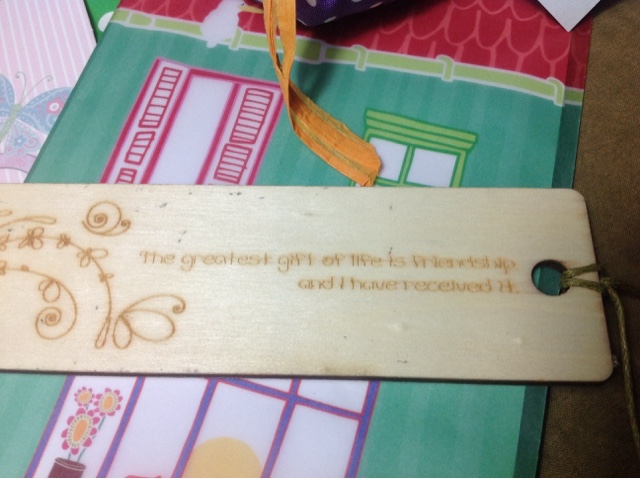 The greatest gift of life is friendship,
and I have received it.